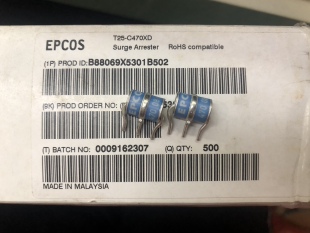 EPCOS
T25-C470XD
Surge Arrester RoHS compatible
(1P) PROD ID: B88069X5301B502
(9K) PROD ORDER NO:
(T) BATCH NO: 0009162307 (Q) QTY: 500
MADE IN MALAYSIA